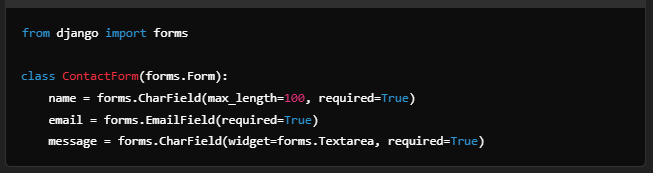 from django import forms
class ContactForm(forms.Form):
    name = forms.CharField(max_length=100, required=True)
    email = forms.EmailField(required=True)
    message = forms.CharField(widget=forms.Textarea, required=True)